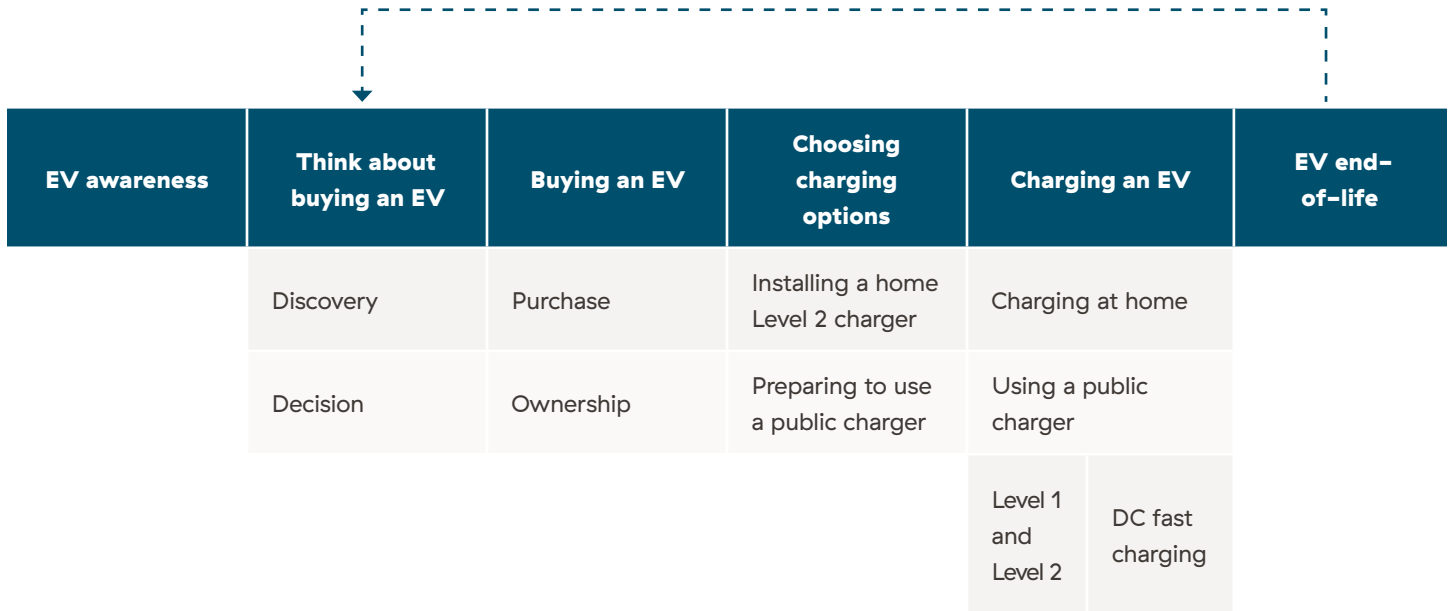 EV awareness
Think about
buying an EV
Buying an EV
Choosing
charging
options
Charging an EV
EV end-
of-life
Discovery
Purchase
Installing a home
Level 2 charger
Charging at home
Decision
Ownership
Preparing to use
a public charger
Using a public
charger
Level 1
and
Level 2
DC fast
charging